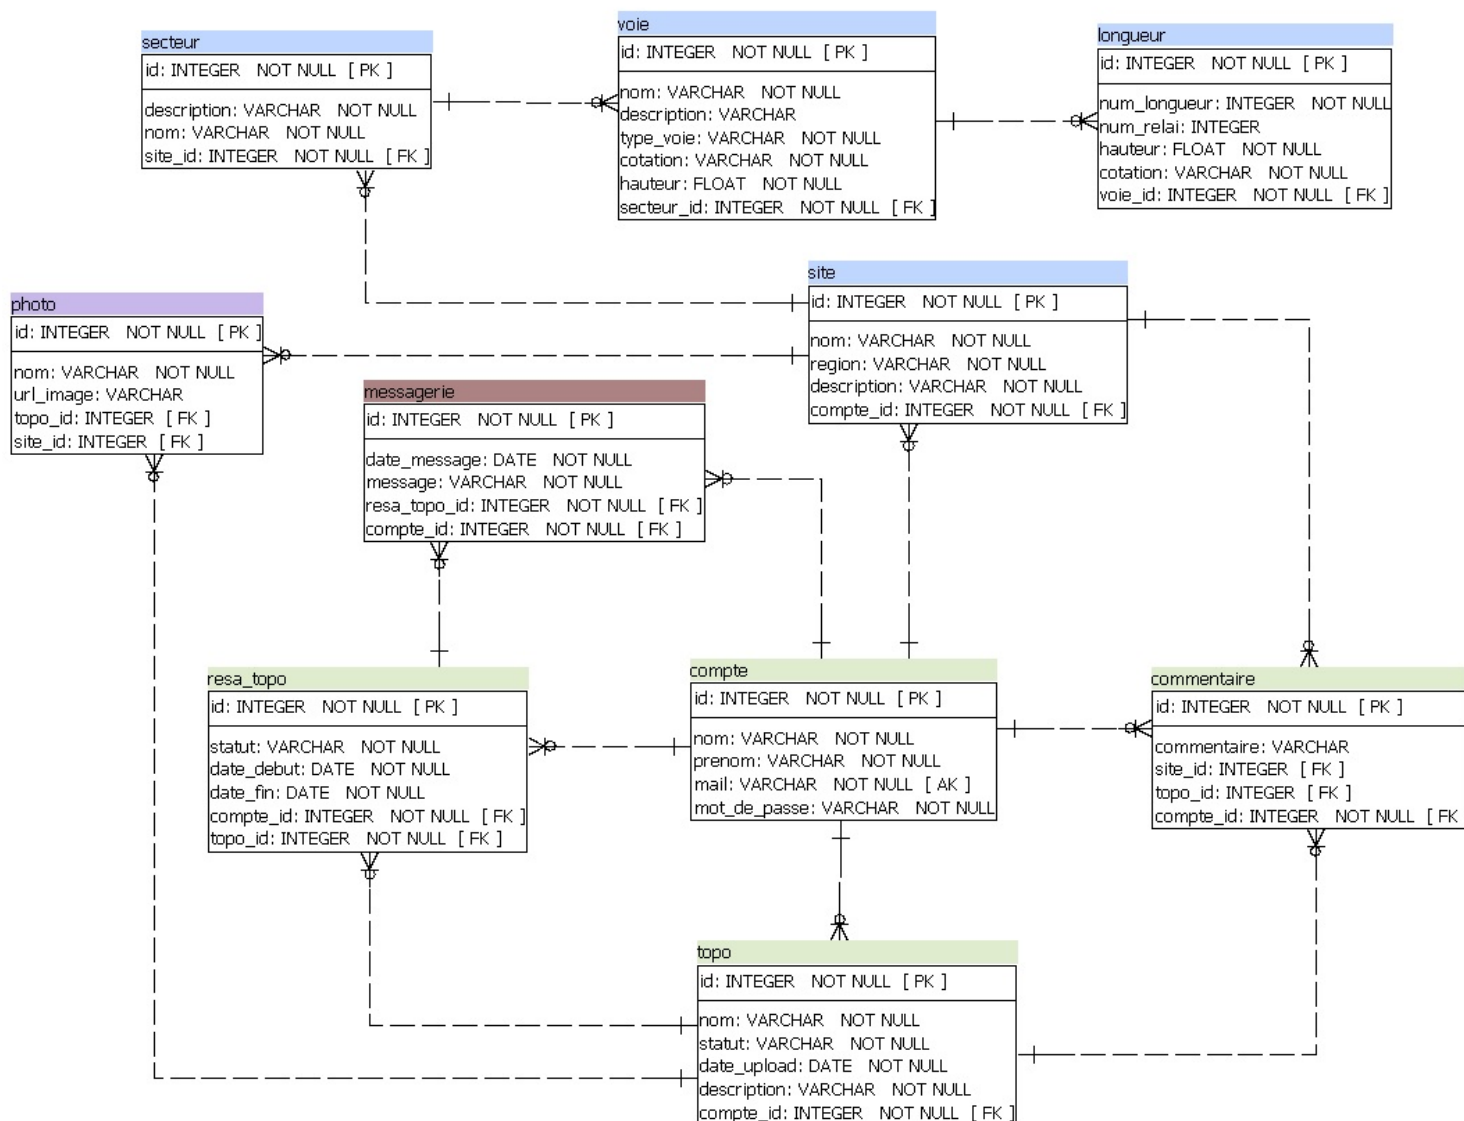 secteur
id: INTEGER NOT NULL [ PK ]
description: VARCHAR NOT NULL
nom: VARCHAR NOT NULL
site_id: INTEGER NOT NULL [ FK ]
voie
id: INTEGER NOT NULL [ PK ]
nom: VARCHAR NOT NULL
description: VARCHAR
type_voie: VARCHAR NOT NULL
cotation: VARCHAR NOT NULL
hauteur: FLOAT NOT NULL
secteur_id: INTEGER NOT NULL [ FK ]
longueur
id: INTEGER NOT NULL [ PK ]
num_longueur: INTEGER NOT NULL
num_relai: INTEGER
hauteur: FLOAT NOT NULL
cotation: VARCHAR NOT NULL
voie_id: INTEGER NOT NULL [ FK ]
photo
id: INTEGER NOT NULL [ PK ]
nom: VARCHAR NOT NULL
url_image: VARCHAR
topo_id: INTEGER [ FK ]
site_id: INTEGER [ FK ]
site
id: INTEGER NOT NULL [ PK ]
nom: VARCHAR NOT NULL
region: VARCHAR NOT NULL
description: VARCHAR NOT NULL
compte_id: INTEGER NOT NULL [ FK ]
messagerie
id: INTEGER NOT NULL [ PK ]
date_message: DATE NOT NULL
message: VARCHAR NOT NULL
resa_topo_id: INTEGER NOT NULL [ FK ]
compte_id: INTEGER NOT NULL [ FK ]
resa_topo
id: INTEGER NOT NULL [ PK ]
statut: VARCHAR NOT NULL
date_debut: DATE NOT NULL
date_fin: DATE NOT NULL
compte_id: INTEGER NOT NULL [ FK ]
topo_id: INTEGER NOT NULL [ FK ]
compte
id: INTEGER NOT NULL [ PK ]
nom: VARCHAR NOT NULL
prenom: VARCHAR NOT NULL
mail: VARCHAR NOT NULL [ AK ]
mot_de_passe: VARCHAR NOT NULL
commentaire
id: INTEGER NOT NULL [ PK ]
commentaire: VARCHAR
site_id: INTEGER [ FK ]
topo_id: INTEGER [ FK ]
compte_id: INTEGER NOT NULL [ FK
topo
id: INTEGER NOT NULL [ PK ]
nom: VARCHAR NOT NULL
statut: VARCHAR NOT NULL
date_upload: DATE NOT NULL
description: VARCHAR NOT NULL
compte_id: INTEGER NOT NULL [ FK ]